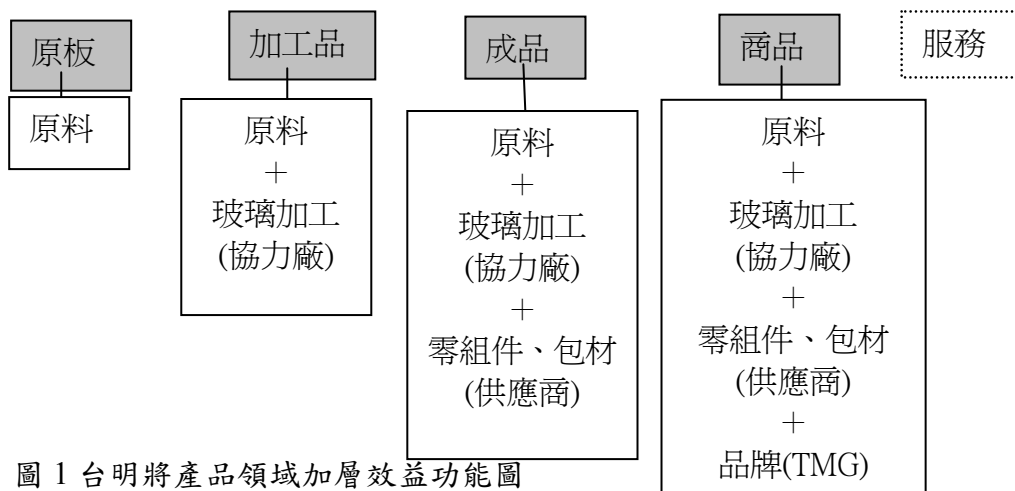 原板
原料
加工品
原料
＋
玻璃加工
(協力廠)
成品
原料
＋
玻璃加工
(協力廠)
＋
零組件、包材
(供應商)
商品
原料
＋
玻璃加工
(協力廠)
＋
零組件、包材
(供應商)
＋
品牌(TMG)
服務
圖 1 台明將產品領域加層效益功能圖